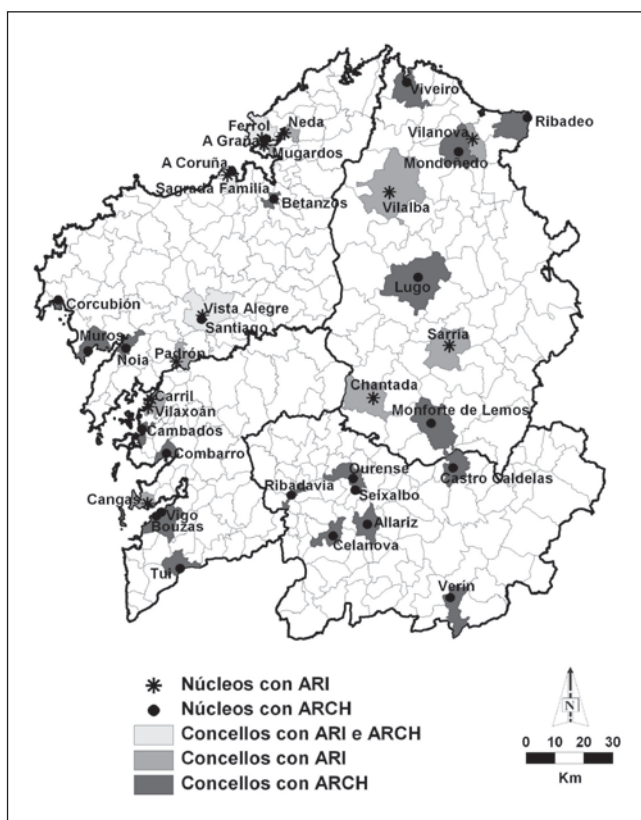 Viveiro
Ribadeo
Neda
Ferrol
Vilanova
A Graña
Mugardos
Mondoñedo
A Coruña
Sagrada Familia
Betanzos
Vilalba
Lugo
Corcubión
Vista Alegre
Santiago
Muros
Noia
Padrón
Sarria
Chantada
Carril
Vilaxoán
Cambados
Monforte de Lemos
Combarro
Ourense
Castro Caldelas
Ribadavia
Seixalbo
Cangas
Vigo
Bouzas
Allariz
Celanova
Tui
Verín
Núcleos con ARI
Núcleos con ARCH
Concellos con ARI e ARCH
Concellos con ARI
Concellos con ARCH
N
0 10 20 30
Km